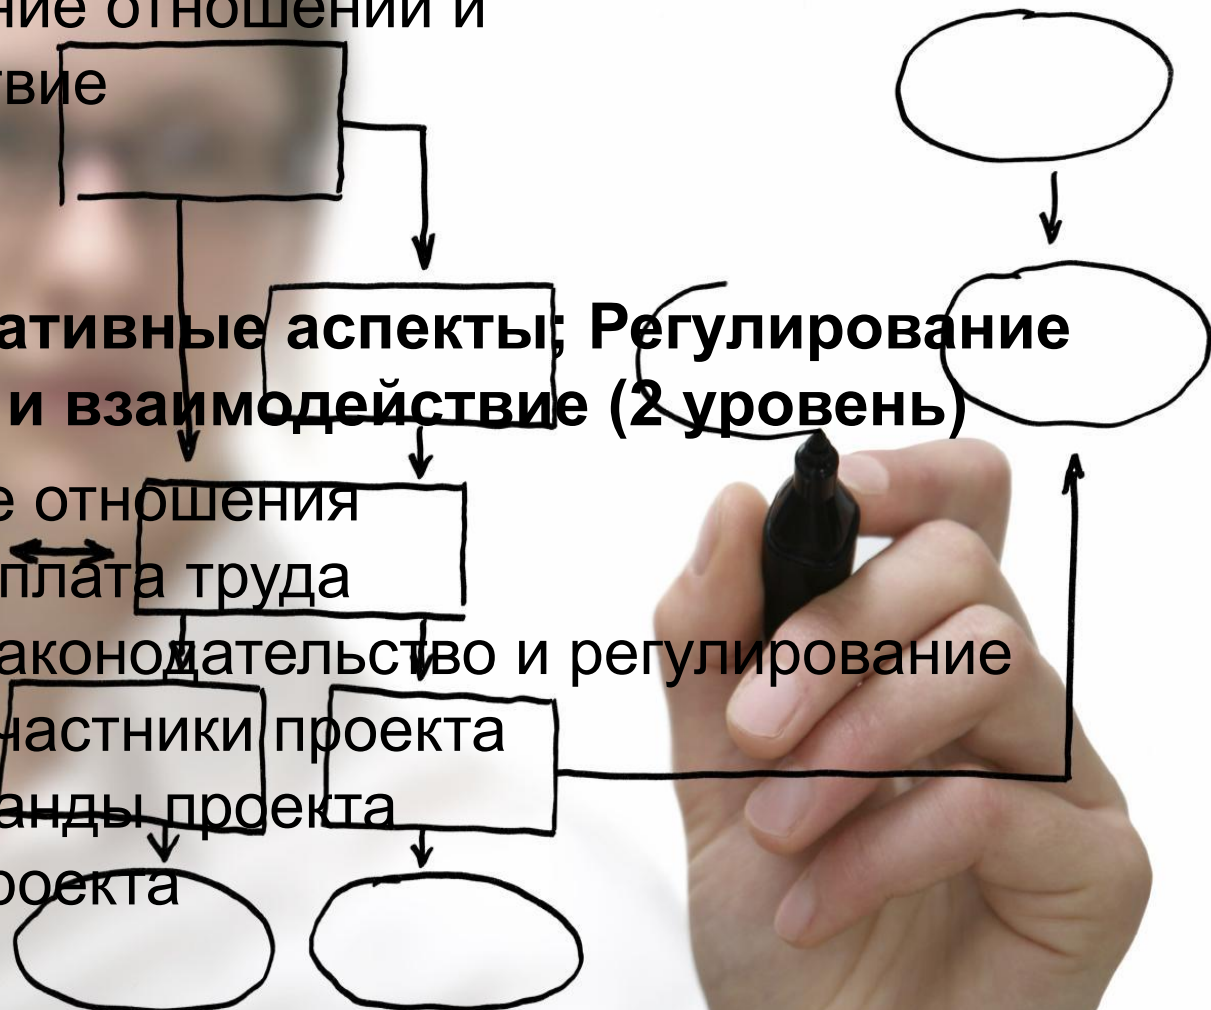 ние отношений и
твие
ативные аспекты; Регулирование
и взаимодействие (2 уровень)
е отношения
плата труда
аконодательство и регулирование
частники проекта
анды проекта
роекта